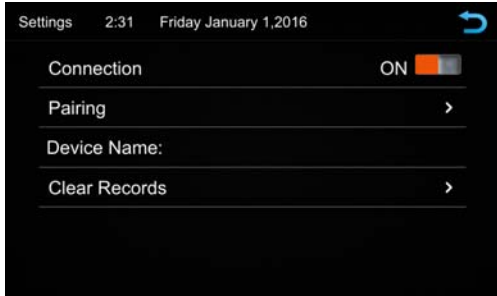 Settings 2:31 Friday January 1,2016
Connection ON
Pairing
Device Name:
Clear Records